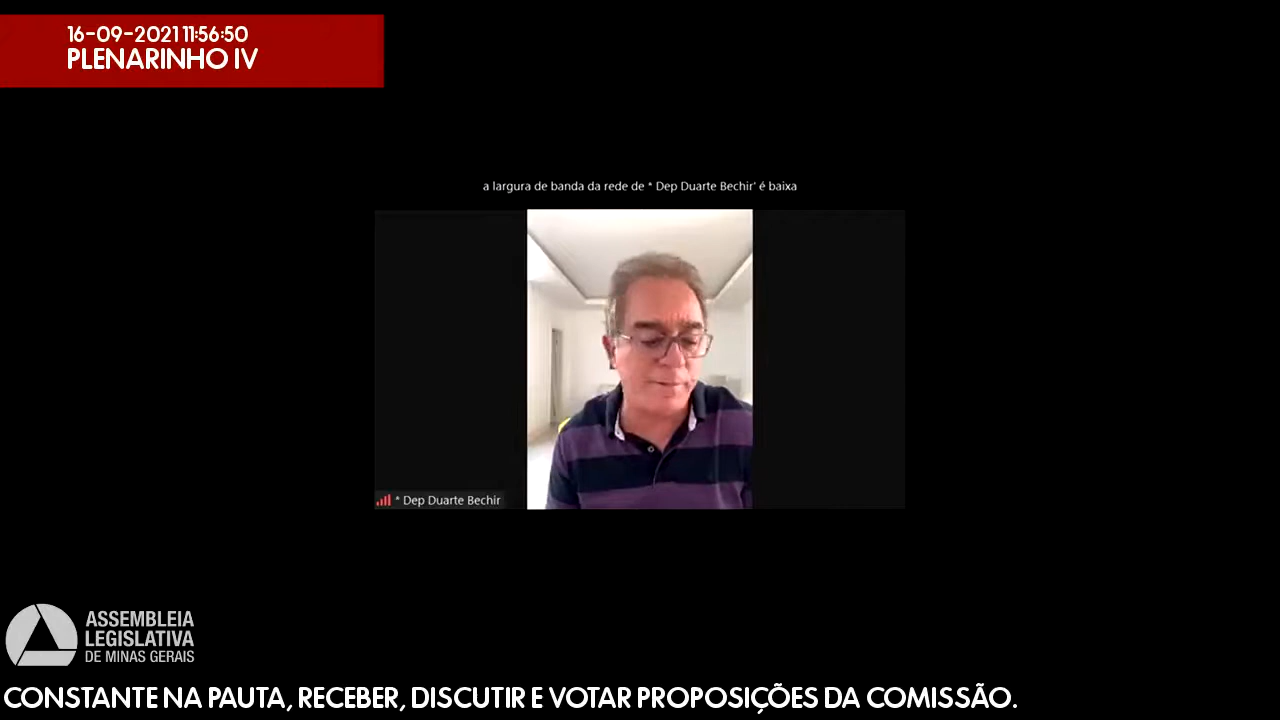 16-09-2021 11:56:50
PLENARINHO IV
a largura de banda da rede de * Dep Duarte Bechir' é baixa
* Dep Duarte Bechir
ASSEMBLEIA
LEGISLATIVA
DE MINAS GERAIS
CONSTANTE NA PAUTA, RECEBER, DISCUTIR E VOTAR PROPOSIÇÕES DA COMISSÃO.